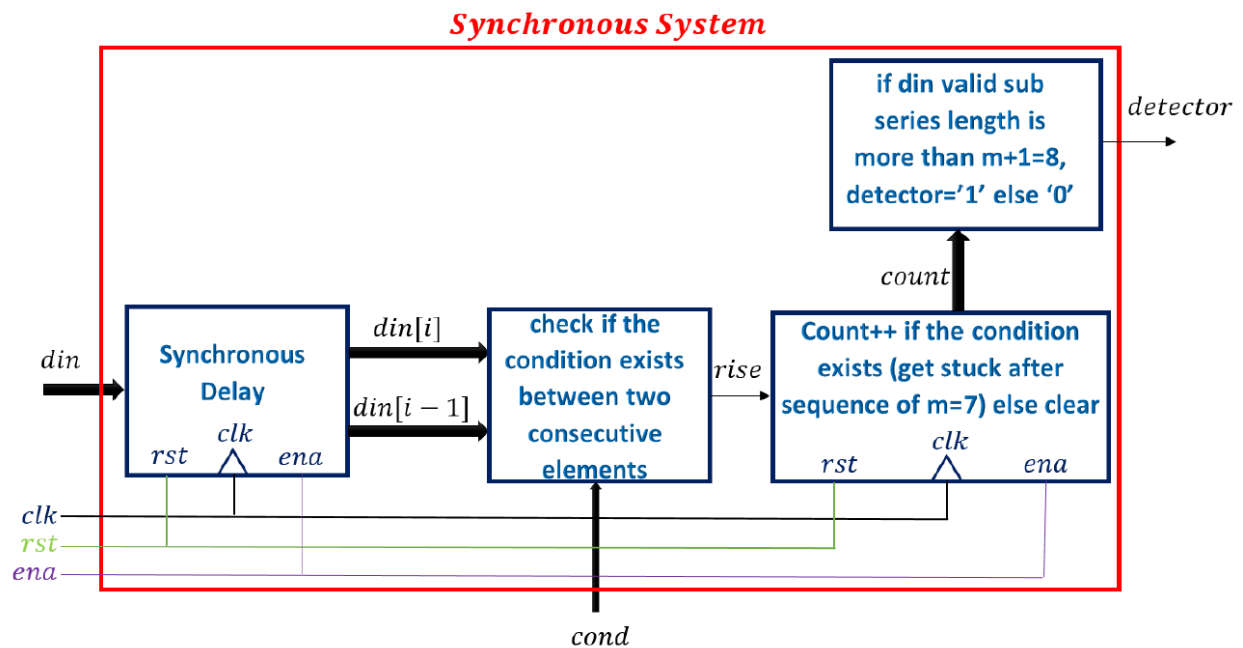 Synchronous System
if din valid sub
series length is
more than m+1=8,
detector='1' else ‘0’
detector
count
din
Synchronous
Delay
rst
clk
ena
din[i]
din[i − 1]
check if the
condition exists
between two
consecutive
elements
rise
Count++ if the condition
exists (get stuck after
sequence of m=7) else clear
rst
clk
ena
clk
rst
ena
cond